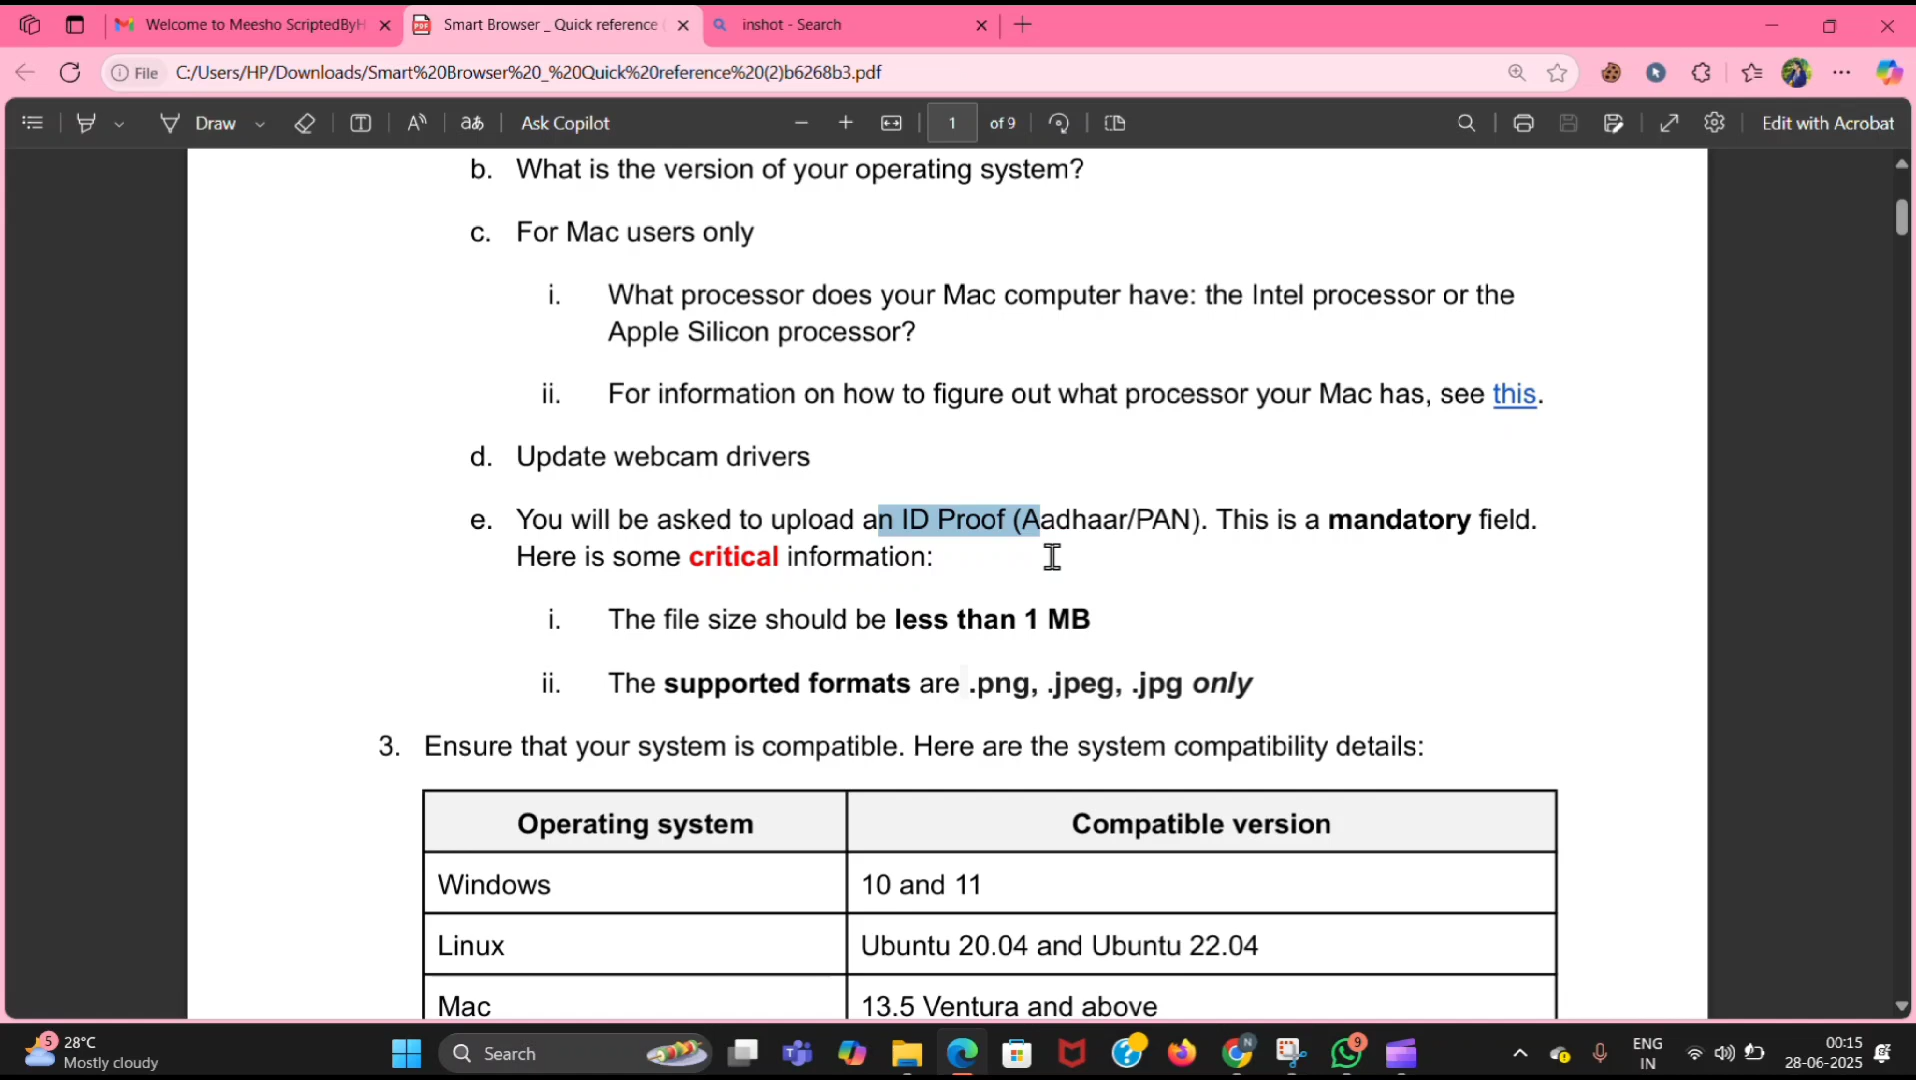 Welcome to Meesho ScriptedByH
Smart Browser _ Quick reference
inshot - Search
File
C:/Users/HP/Downloads/Smart%20Browser%20_%20Quick%20reference%20(2)b6268b3.pdf
Draw
Ask Copilot
1
of 9
Edit with Acrobat
b. What is the version of your operating system?
c. For Mac users only
i. What processor does your Mac computer have: the Intel processor or the
Apple Silicon processor?
ii. For information on how to figure out what processor your Mac has, see this.
d. Update webcam drivers
e. You will be asked to upload an ID Proof (Aadhaar/PAN). This is a mandatory field.
Here is some critical information:
i. The file size should be less than 1 MB
ii. The supported formats are .png, .jpeg, .jpg only
3. Ensure that your system is compatible. Here are the system compatibility details:
Operating system
Compatible version
Windows
10 and 11
Linux
Ubuntu 20.04 and Ubuntu 22.04
Mac
13.5 Ventura and above
5
28°C
Mostly cloudy
Search
9
ENG
IN
00:15
28-06-2025